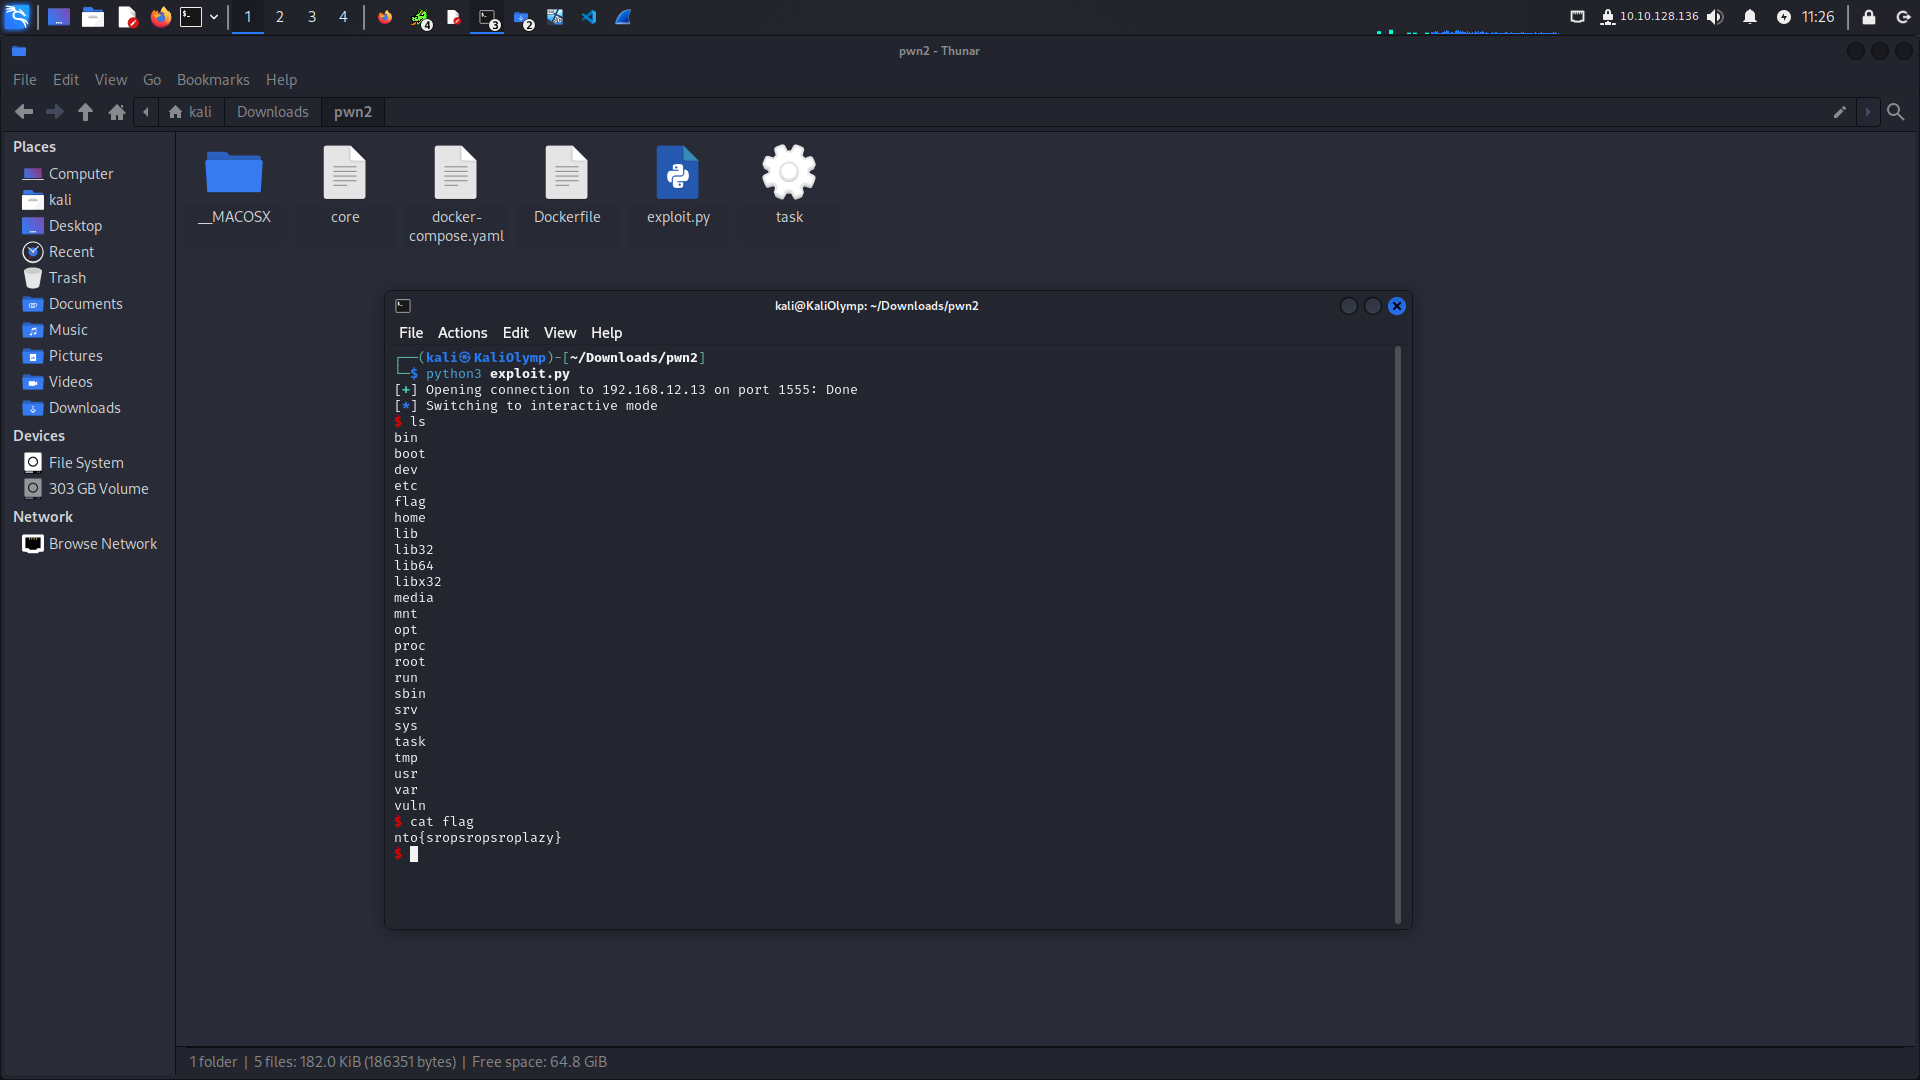 1 2 3 4 4 3 2 10.10.128.136 11:26
pwn2 - Thunar
File Edit View Go Bookmarks Help
kali Downloads pwn2
Places
Computer
kali
Desktop
Recent
Trash
Documents
Music
Pictures
Videos
Downloads
Devices
File System
303 GB Volume
Network
Browse Network
__MACOSX
core
docker-
compose.yaml
Dockerfile
exploit.py
task
kali@KaliOlymp: ~/Downloads/pwn2
File Actions Edit View Help
┌──(kali㉿KaliOlymp)-[~/Downloads/pwn2]
└─$ python3 exploit.py
[+] Opening connection to 192.168.12.13 on port 1555: Done
[*] Switching to interactive mode
$ ls
bin
boot
dev
etc
flag
home
lib
lib32
lib64
libx32
media
mnt
opt
proc
root
run
sbin
srv
sys
task
tmp
usr
var
vuln
$ cat flag
nto{sropsropsroplazy}
$
1 folder | 5 files: 182.0 KiB (186351 bytes) | Free space: 64.8 GiB